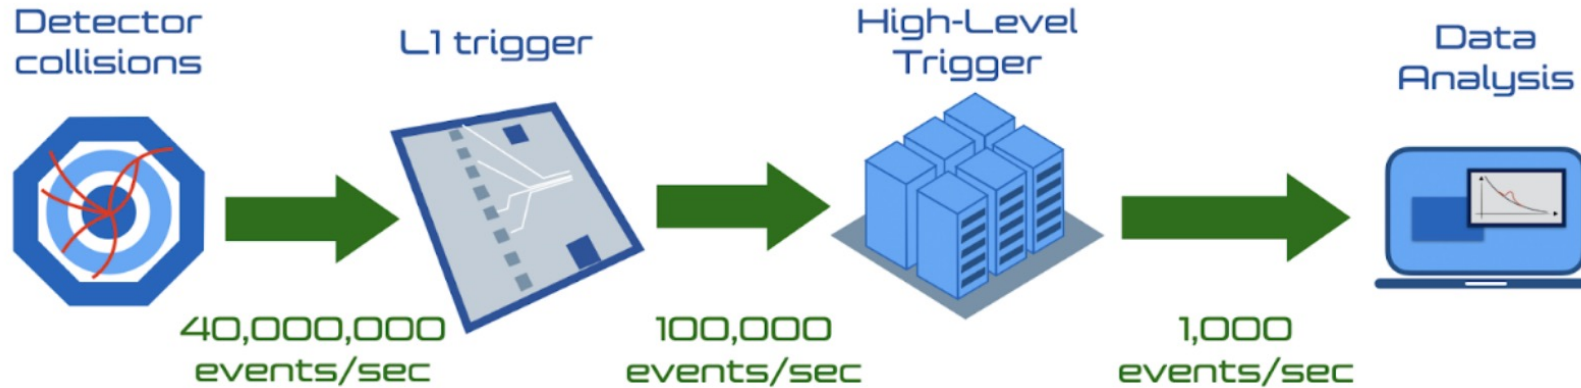 Detector
collisions
L1 trigger
High-Level
Trigger
Data
Analysis
40,000,000
events/sec
100,000
events/sec
1,000
events/sec